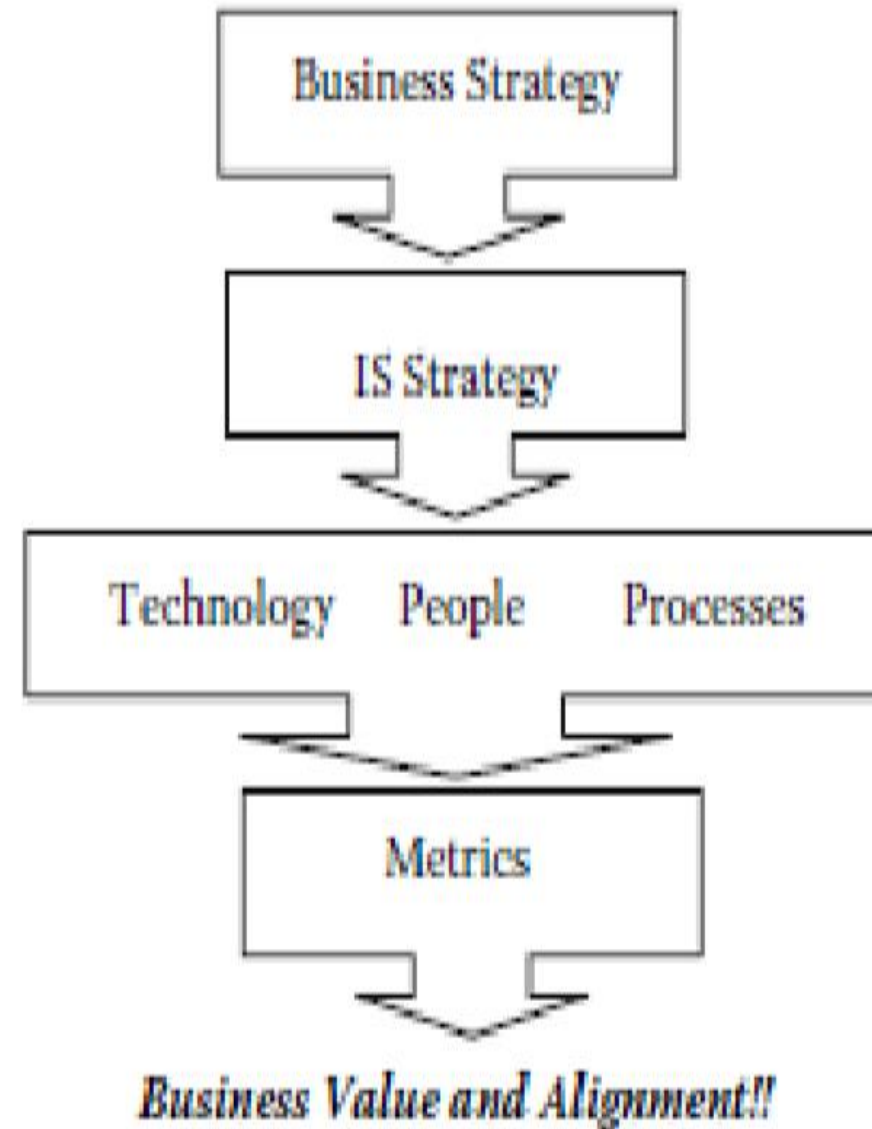 Business Strategy
IS Strategy
Technology People Processes
Metrics
Business Value and Alignment!!